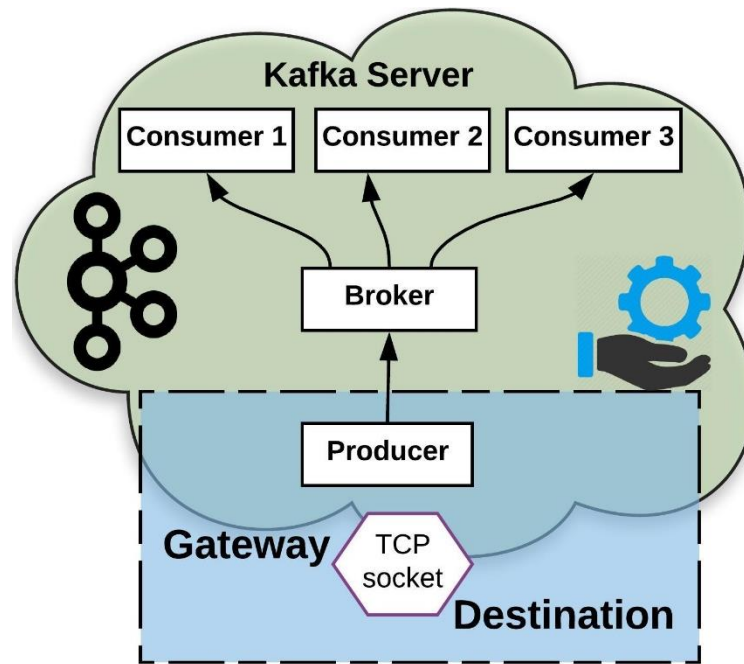 Kafka Server
Consumer 1
Consumer 2
Consumer 3
Broker
Producer
Gateway
TCP
socket
Destination